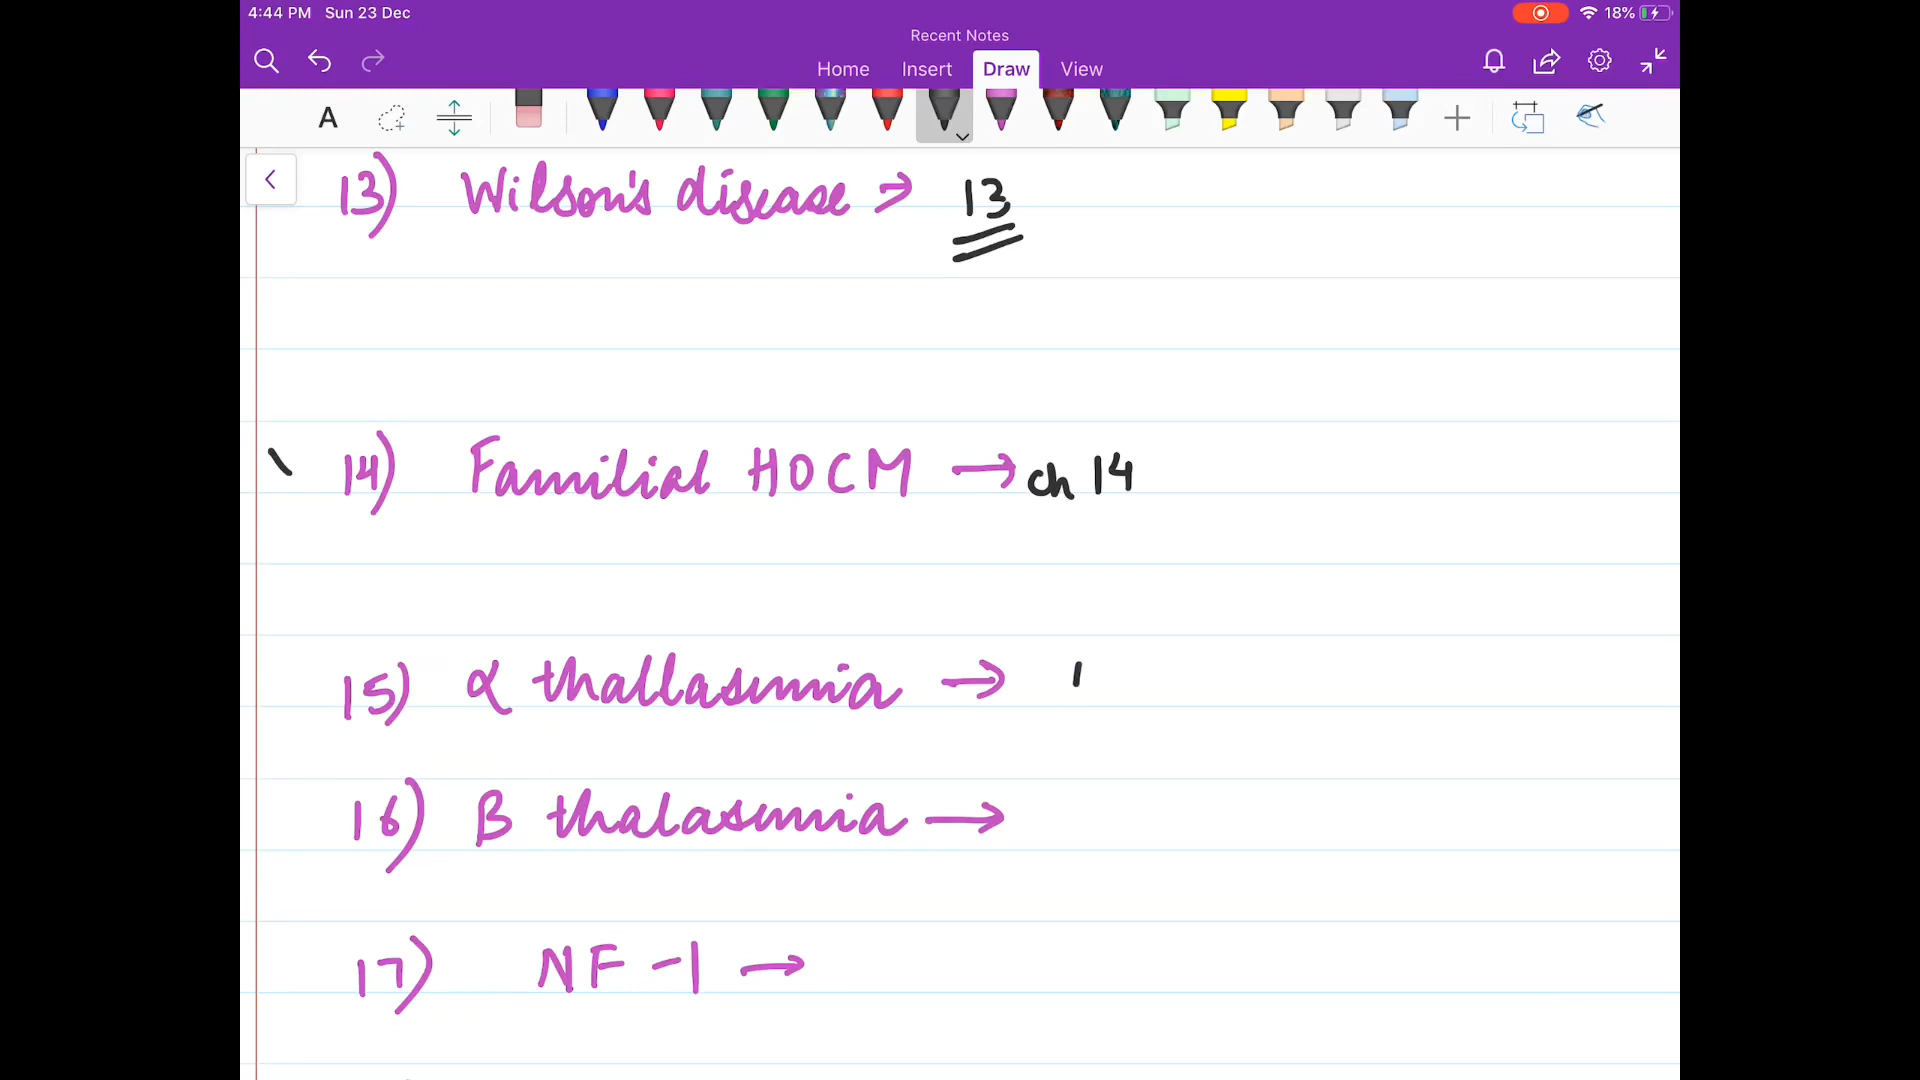 4:44 PM Sun 23 Dec 18%
Recent Notes
Home Insert Draw View
A
13) Wilson's disease → 13
14) Familial HOCM → ch 14
15) α thallasemia → 1
16) B thalasemia →
17) NF-1 →